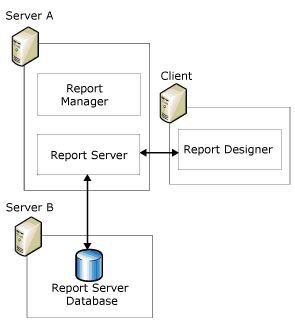 Server A
Report
Manager
Client
Report Server
Report Designer
Server B
Report Server
Database